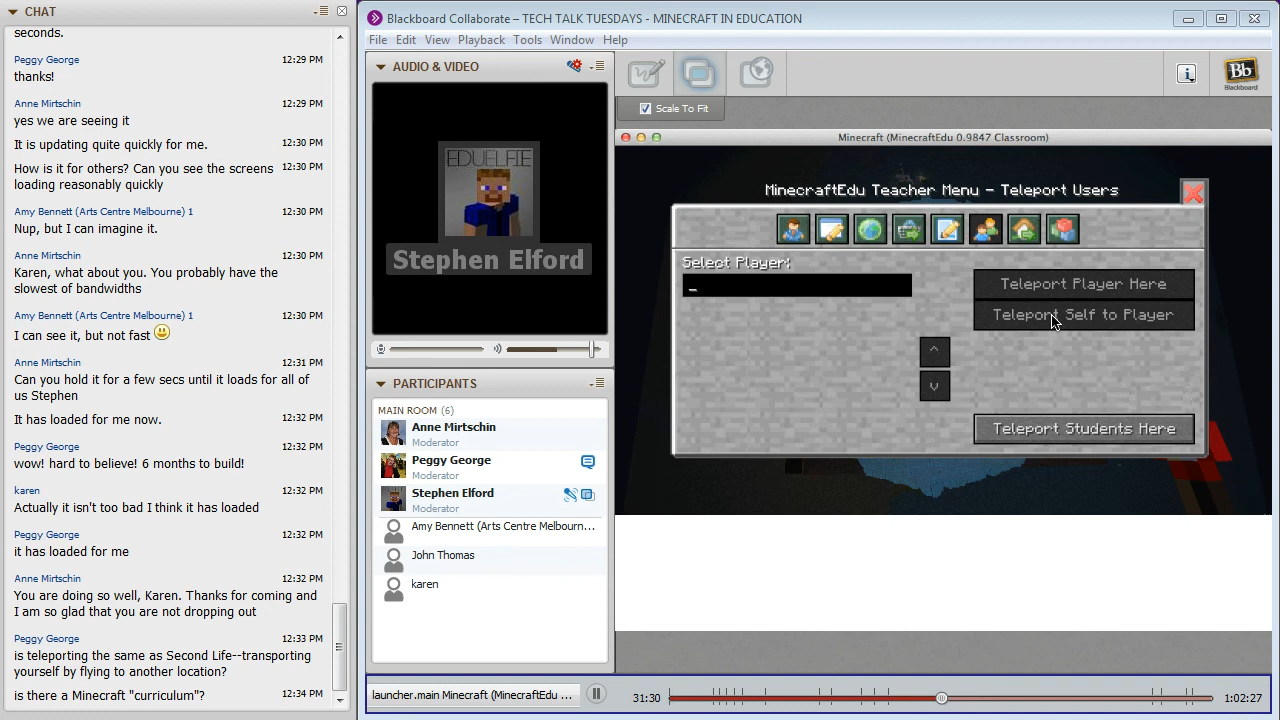 CHAT
seconds.
Peggy George 12:29 PM
thanks!
Anne Mirtschin 12:29 PM
yes we are seeing it
It is updating quite quickly for me. 12:30 PM
How is it for others? Can you see the screens 12:30 PM
loading reasonably quickly
Amy Bennett (Arts Centre Melbourne) 1 12:30 PM
Nup, but I can imagine it.
Anne Mirtschin 12:30 PM
Karen, what about you. You probably have the
slowest of bandwidths
Amy Bennett (Arts Centre Melbourne) 1 12:30 PM
I can see it, but not fast
Anne Mirtschin 12:31 PM
Can you hold it for a few secs until it loads for all of
us Stephen
It has loaded for me now. 12:32 PM
Peggy George 12:32 PM
wow! hard to believe! 6 months to build!
karen 12:32 PM
Actually it isn't too bad I think it has loaded
Peggy George 12:32 PM
it has loaded for me
Anne Mirtschin 12:32 PM
You are doing so well, Karen. Thanks for coming and
I am so glad that you are not dropping out
Peggy George 12:33 PM
is teleporting the same as Second Life--transporting
yourself by flying to another location?
is there a Minecraft "curriculum"? 12:34 PM
Blackboard Collaborate – TECH TALK TUESDAYS - MINECRAFT IN EDUCATION
File Edit View Playback Tools Window Help
AUDIO & VIDEO
EDUELFIE
Stephen Elford
PARTICIPANTS
MAIN ROOM (6)
Anne Mirtschin
Moderator
Peggy George
Moderator
Stephen Elford
Moderator
Amy Bennett (Arts Centre Melbourn...
John Thomas
karen
i
Bb
Blackboard
Scale To Fit
Minecraft (MinecraftEdu 0.9847 Classroom)
MinecraftEdu Teacher Menu – Teleport Users
Select Player:
_
Teleport Player Here
Teleport Self to Player
^
v
Teleport Students Here
launcher.main Minecraft (MinecraftEdu ...
31:30
1:02:27